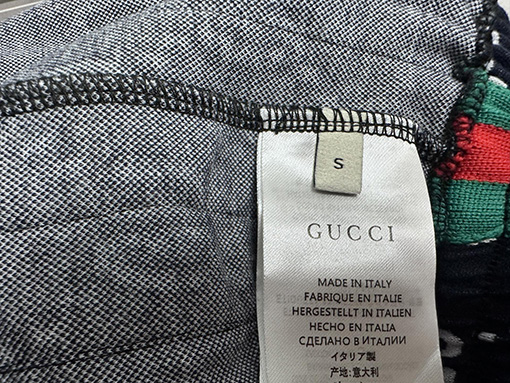 S
GUCCI
MADE IN ITALY
FABRIQUE EN ITALIE
HERGESTELLT IN ITALIEN
HECHO EN ITALIA
СДЕЛАНО В ИТАЛИИ
イタリア製
产地:意大利